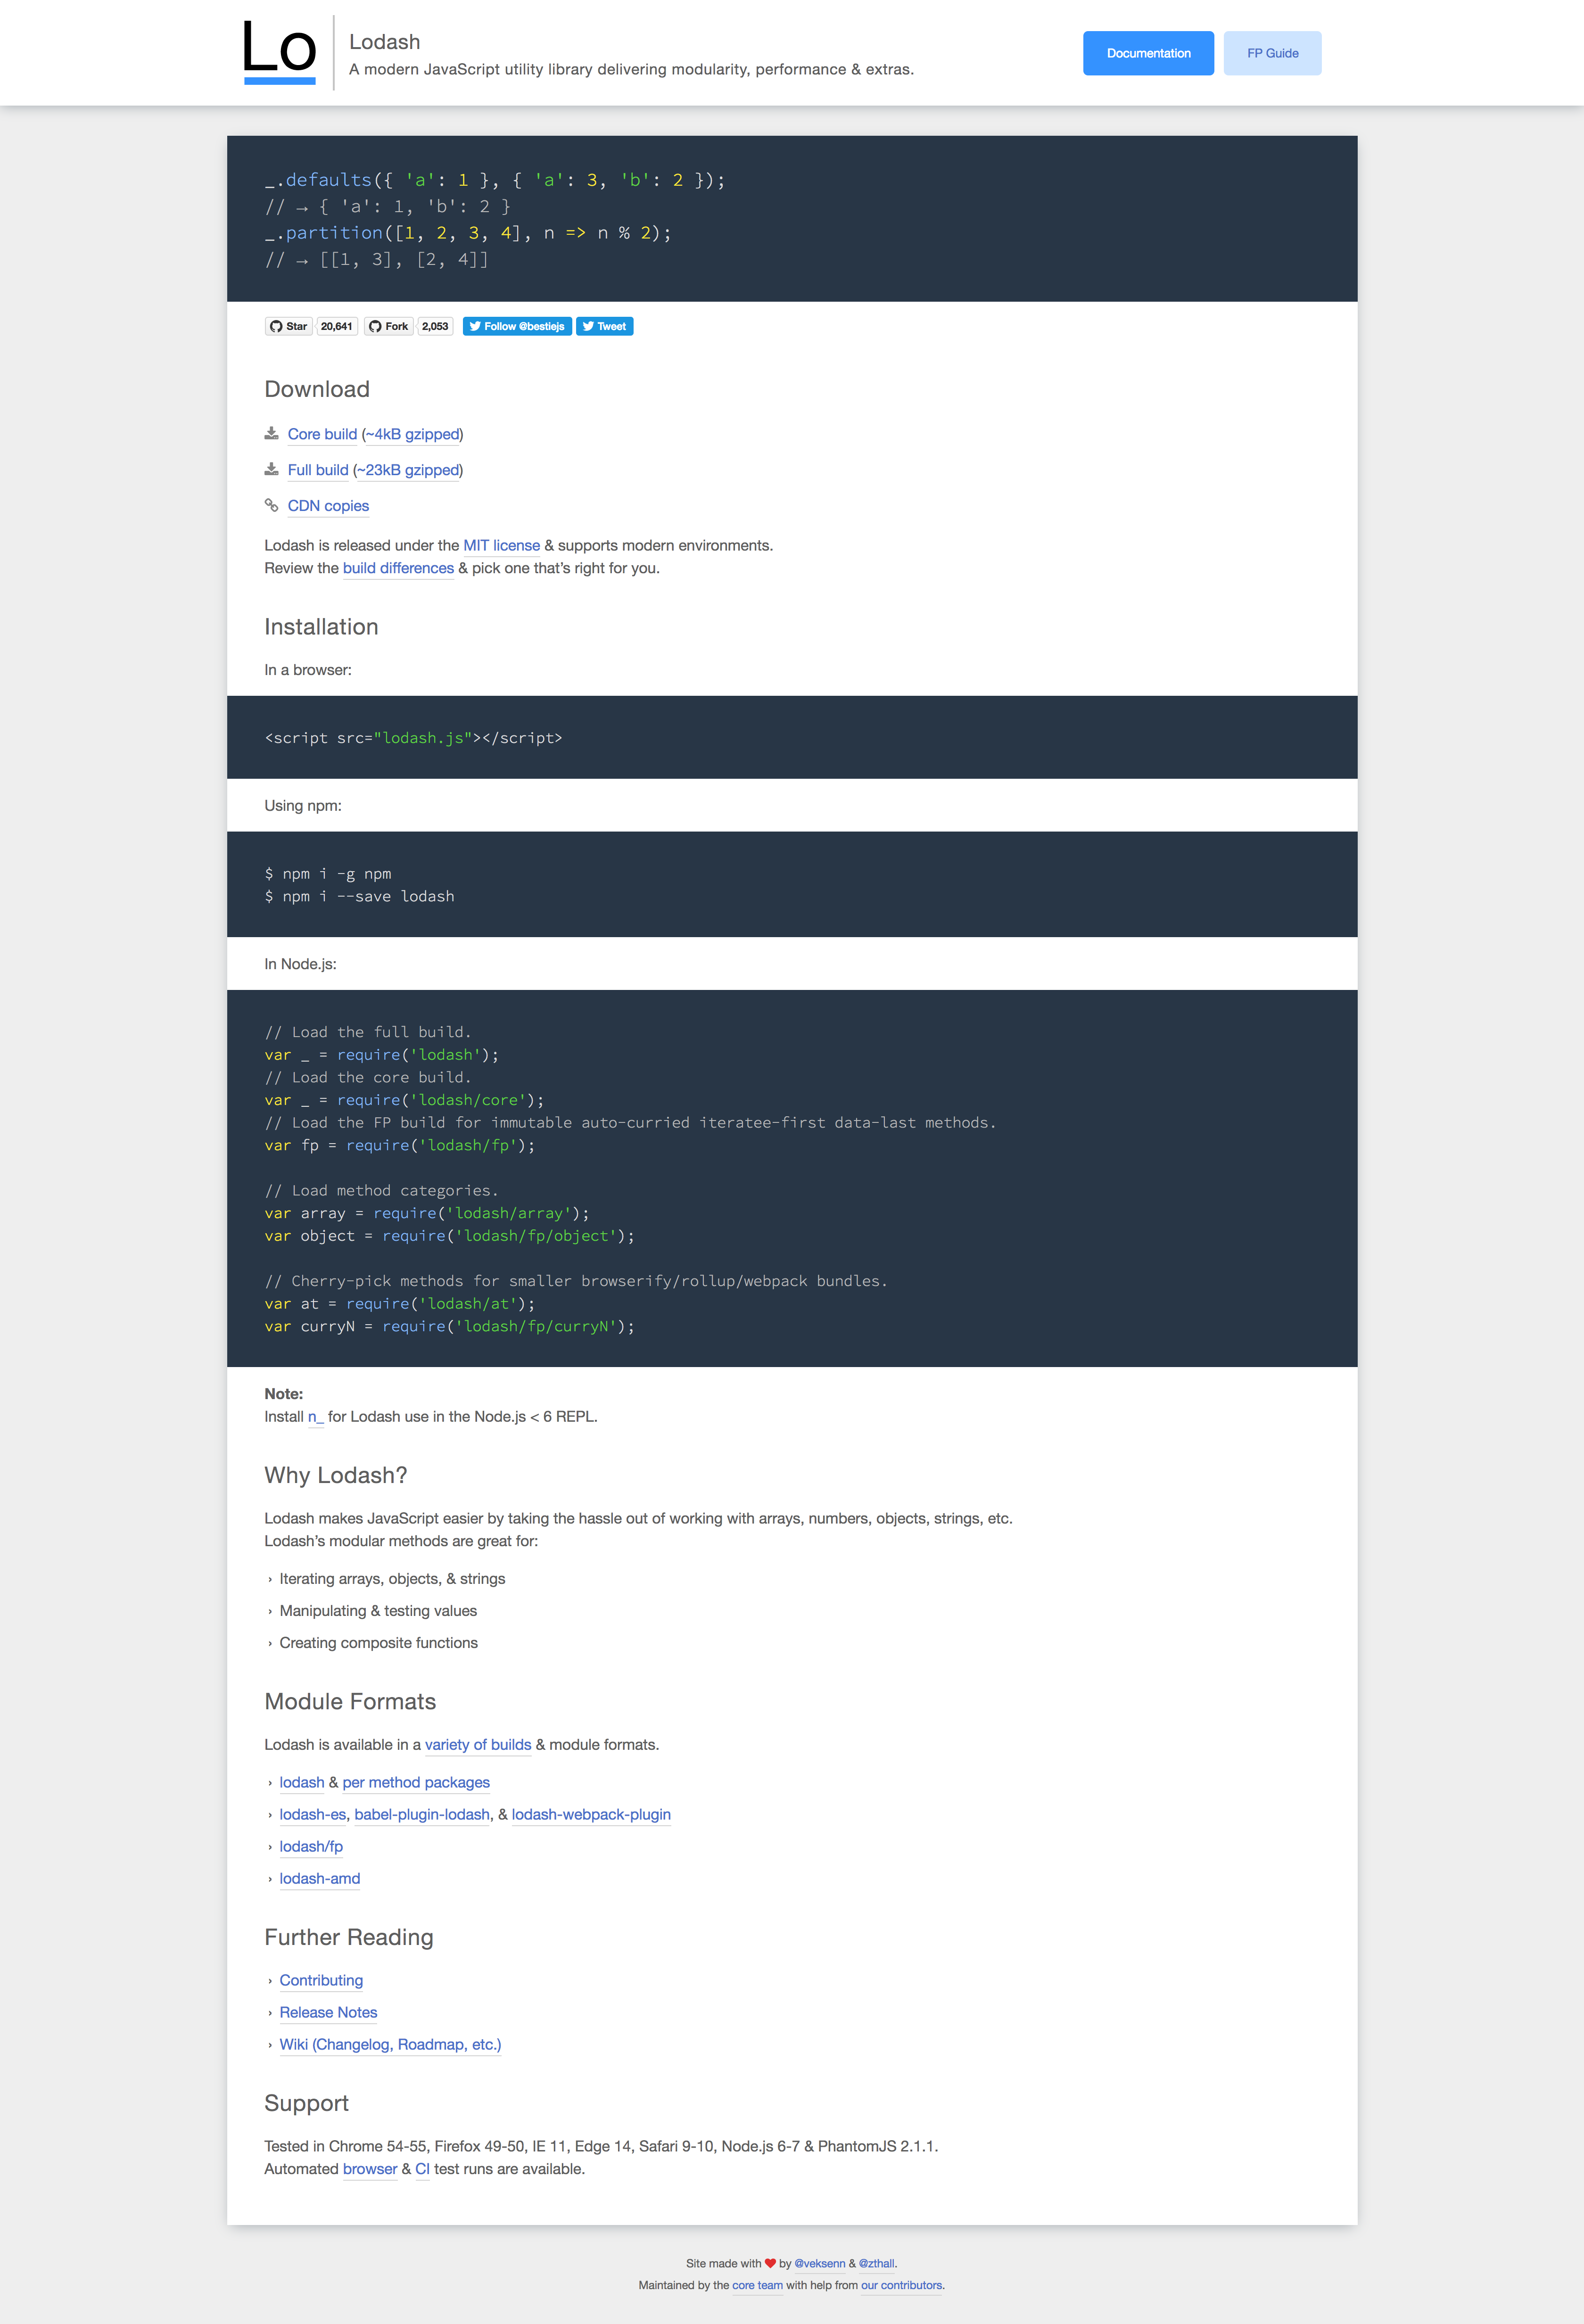 Lo
Lodash
A modern JavaScript utility library delivering modularity, performance & extras.
Documentation
FP Guide
_.defaults({ 'a': 1 }, { 'a': 3, 'b': 2 });
// → { 'a': 1, 'b': 2 }
_.partition([1, 2, 3, 4], n => n % 2);
// → [[1, 3], [2, 4]]
Star 20,641 Fork 2,053 Follow @bestiejs Tweet
Download
Core build (~4kB gzipped)
Full build (~23kB gzipped)
CDN copies
Lodash is released under the MIT license & supports modern environments.
Review the build differences & pick one that’s right for you.
Installation
In a browser:
<script src="lodash.js"></script>
Using npm:
$ npm i -g npm
$ npm i --save lodash
In Node.js:
// Load the full build.
var _ = require('lodash');
// Load the core build.
var _ = require('lodash/core');
// Load the FP build for immutable auto-curried iteratee-first data-last methods.
var fp = require('lodash/fp');
// Load method categories.
var array = require('lodash/array');
var object = require('lodash/fp/object');
// Cherry-pick methods for smaller browserify/rollup/webpack bundles.
var at = require('lodash/at');
var curryN = require('lodash/fp/curryN');
Note:
Install n_ for Lodash use in the Node.js < 6 REPL.
Why Lodash?
Lodash makes JavaScript easier by taking the hassle out of working with arrays, numbers, objects, strings, etc.
Lodash’s modular methods are great for:
› Iterating arrays, objects, & strings
› Manipulating & testing values
› Creating composite functions
Module Formats
Lodash is available in a variety of builds & module formats.
› lodash & per method packages
› lodash-es, babel-plugin-lodash, & lodash-webpack-plugin
› lodash/fp
› lodash-amd
Further Reading
› Contributing
› Release Notes
› Wiki (Changelog, Roadmap, etc.)
Support
Tested in Chrome 54-55, Firefox 49-50, IE 11, Edge 14, Safari 9-10, Node.js 6-7 & PhantomJS 2.1.1.
Automated browser & CI test runs are available.
Site made with ♥ by @veksenn & @zthall.
Maintained by the core team with help from our contributors.